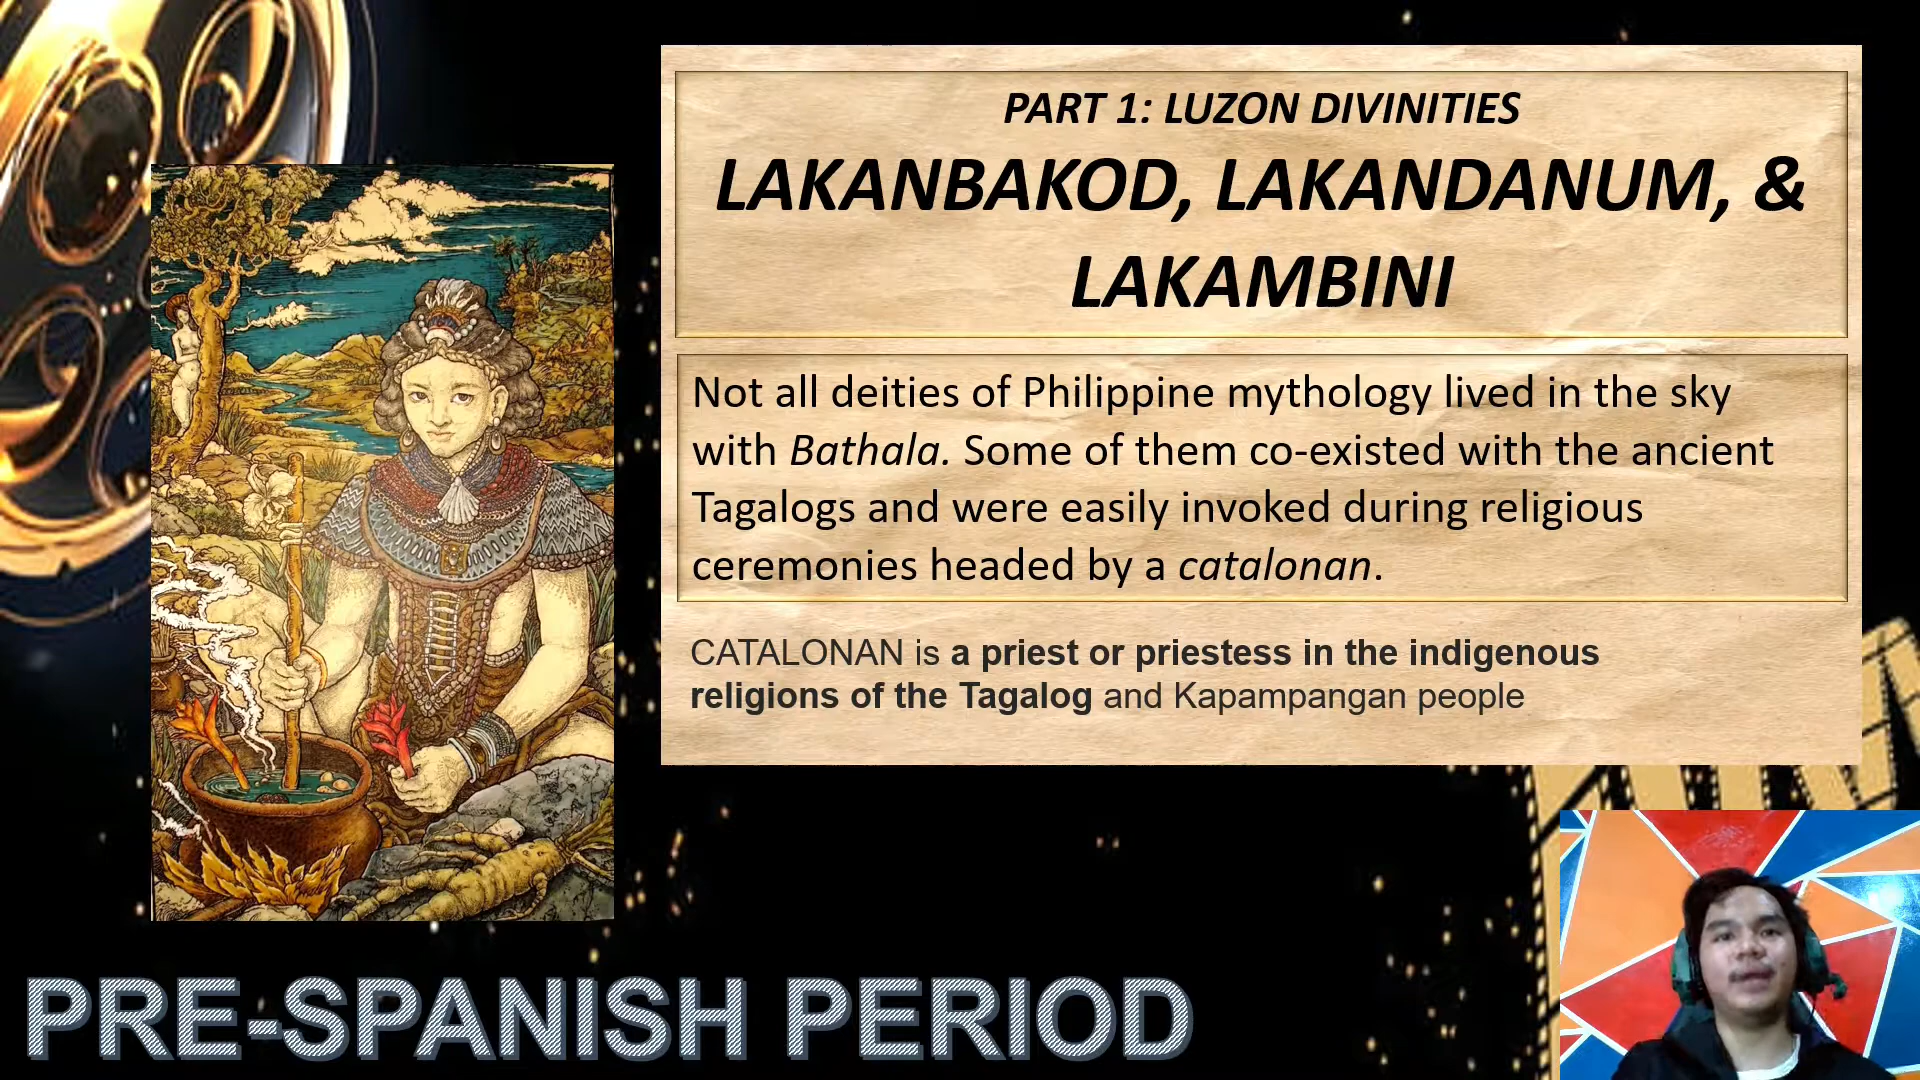 PART 1: LUZON DIVINITIES
LAKANBAKOD, LAKANDANUM, &
LAKAMBINI
Not all deities of Philippine mythology lived in the sky
with Bathala. Some of them co-existed with the ancient
Tagalogs and were easily invoked during religious
ceremonies headed by a catalonan.
CATALONAN is a priest or priestess in the indigenous
religions of the Tagalog and Kapampangan people
PRE-SPANISH PERIOD